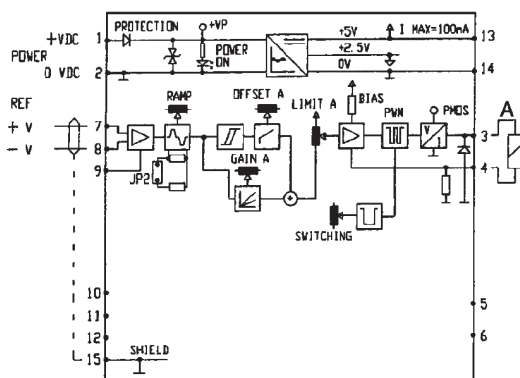 PROTECTION
+VP
+5V
I MAX=100mA
+VDC 1
13
POWER
POWER ON
+2.5V
0 VDC 2
0V
14
REF
RAMP
OFFSET A
LIMIT A
BIAS
PWN
PMOS
A
+ V 7
3
- V 8
V
I
4
9
JP2
GAIN A
SWITCHING
10
5
11
12
6
15
SHIELD